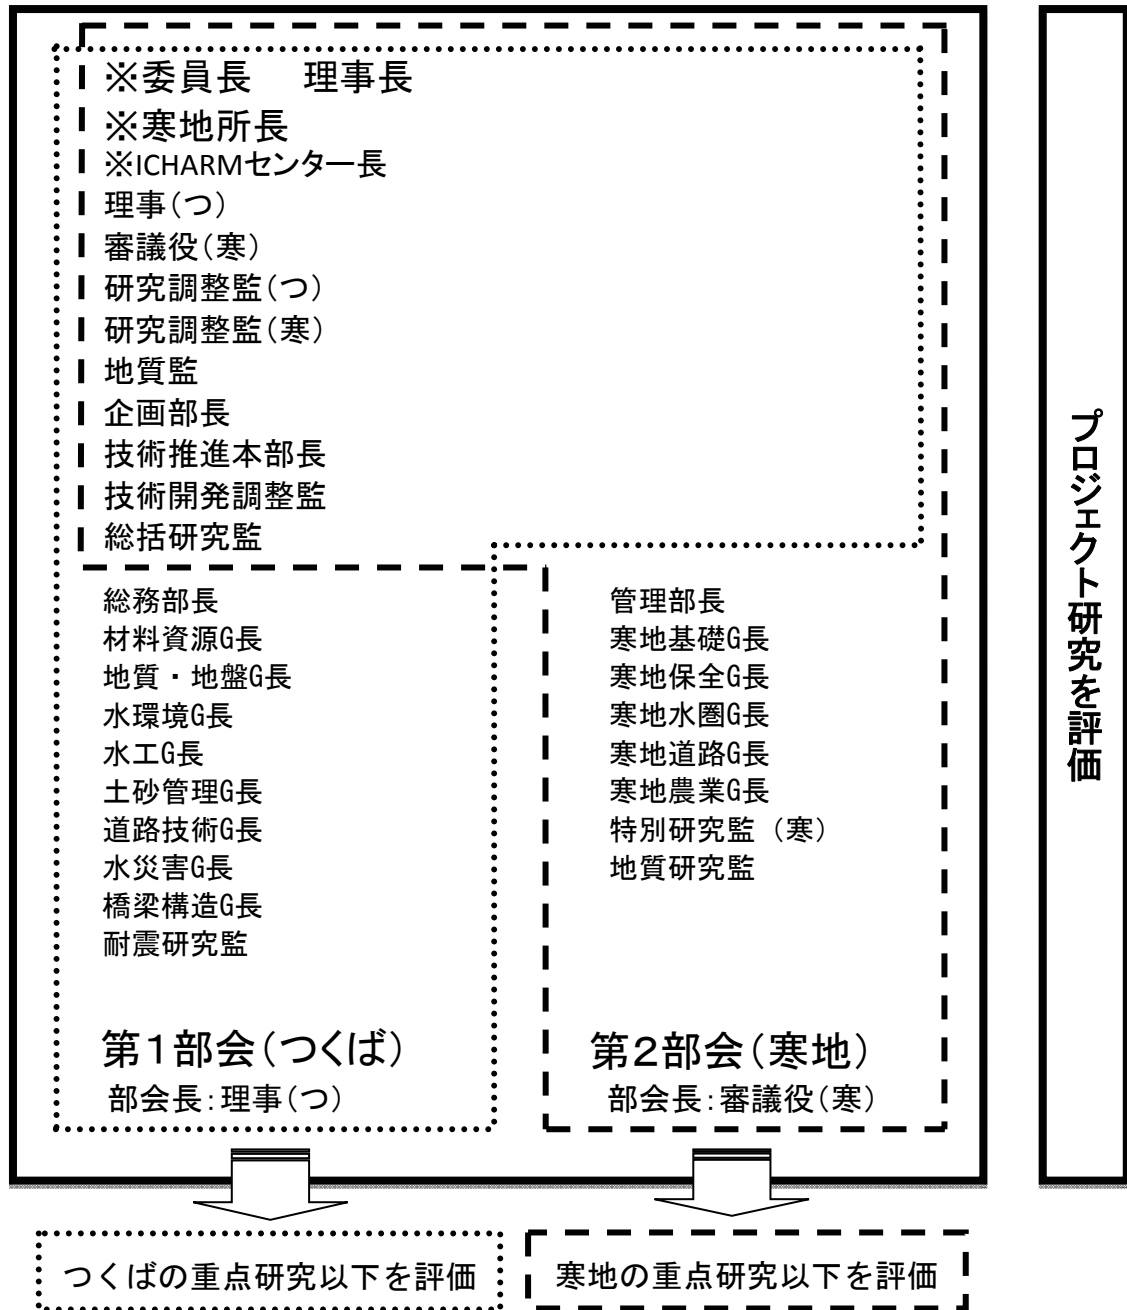 ※委員長　理事長
※寒地所長
※ICHARMセンター長
理事(つ)
審議役(寒)
研究調整監(つ)
研究調整監(寒)
地質監
企画部長
技術推進本部長
技術開発調整監
総括研究監
総務部長
材料資源G長
地質・地盤G長
水環境G長
水工G長
土砂管理G長
道路技術G長
水災害G長
橋梁構造G長
耐震研究監
第1部会(つくば)
部会長:理事(つ)
管理部長
寒地基礎G長
寒地保全G長
寒地水圏G長
寒地道路G長
寒地農業G長
特別研究監（寒）
地質研究監
第2部会(寒地)
部会長:審議役(寒)
プロジェクト研究を評価
つくばの重点研究以下を評価
寒地の重点研究以下を評価